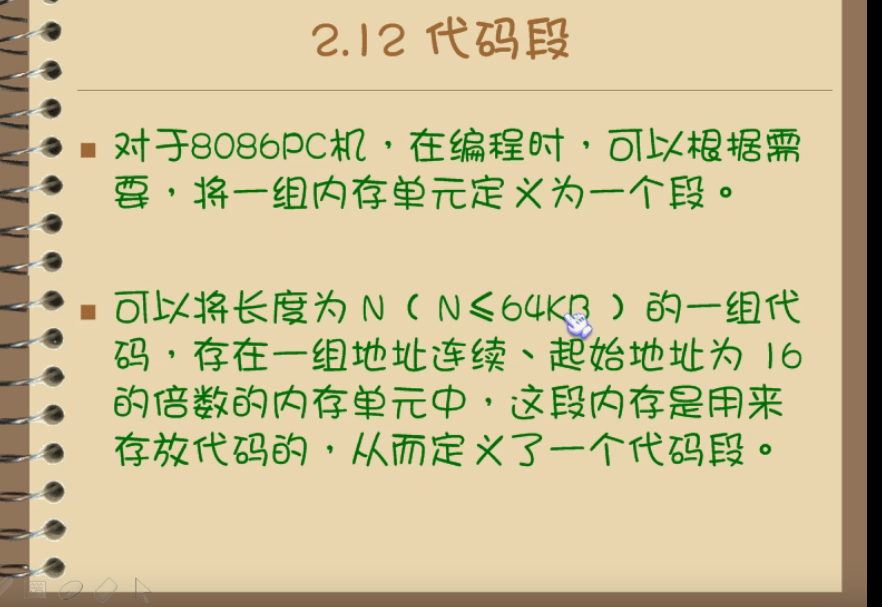 2.12 代码段
对于8086PC机，在编程时，可以根据需
要，将一组内存单元定义为一个段。
可以将长度为 N（ N≤64KB ）的一组代
码，存在一组地址连续、起始地址为 16
的倍数的内存单元中，这段内存是用来
存放代码的，从而定义了一个代码段。